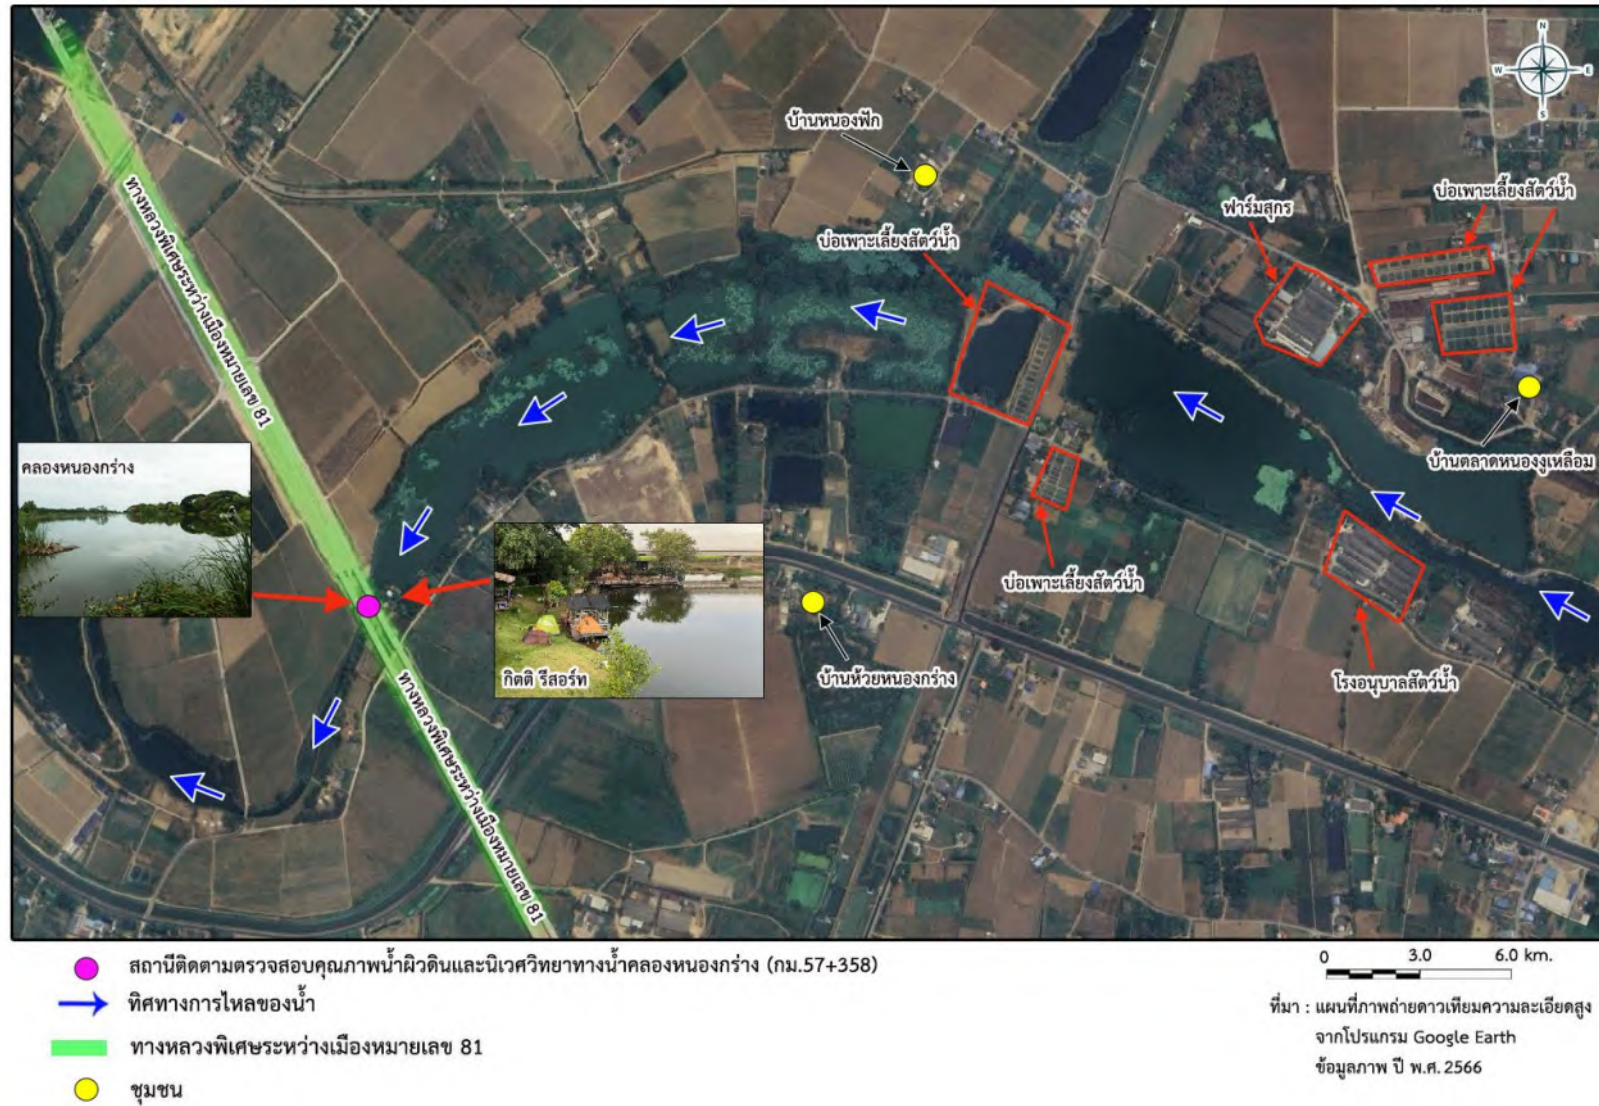 N
W
E
S
บ้านหนองฟัก
บ่อเพาะเลี้ยงสัตว์น้ำ
ฟาร์มสุกร
บ่อเพาะเลี้ยงสัตว์น้ำ
ทางหลวงพิเศษระหว่างเมืองหมายเลข 81
คลองหนองกร่าง
บ้านตลาดหนองงูเหลือม
บ่อเพาะเลี้ยงสัตว์น้ำ
กิตติ รีสอร์ท
บ้านห้วยหนองกร่าง
โรงอนุบาลสัตว์น้ำ
ทางหลวงพิเศษระหว่างเมืองหมายเลข 81
สถานีติดตามตรวจสอบคุณภาพน้ำผิวดินและนิเวศวิทยาทางน้ำคลองหนองกร่าง (กม.57+358)
ทิศทางการไหลของน้ำ
ทางหลวงพิเศษระหว่างเมืองหมายเลข 81
ชุมชน
0 3.0 6.0 km.
ที่มา : แผนที่ภาพถ่ายดาวเทียมความละเอียดสูง
จากโปรแกรม Google Earth
ข้อมูลภาพ ปี พ.ศ. 2566